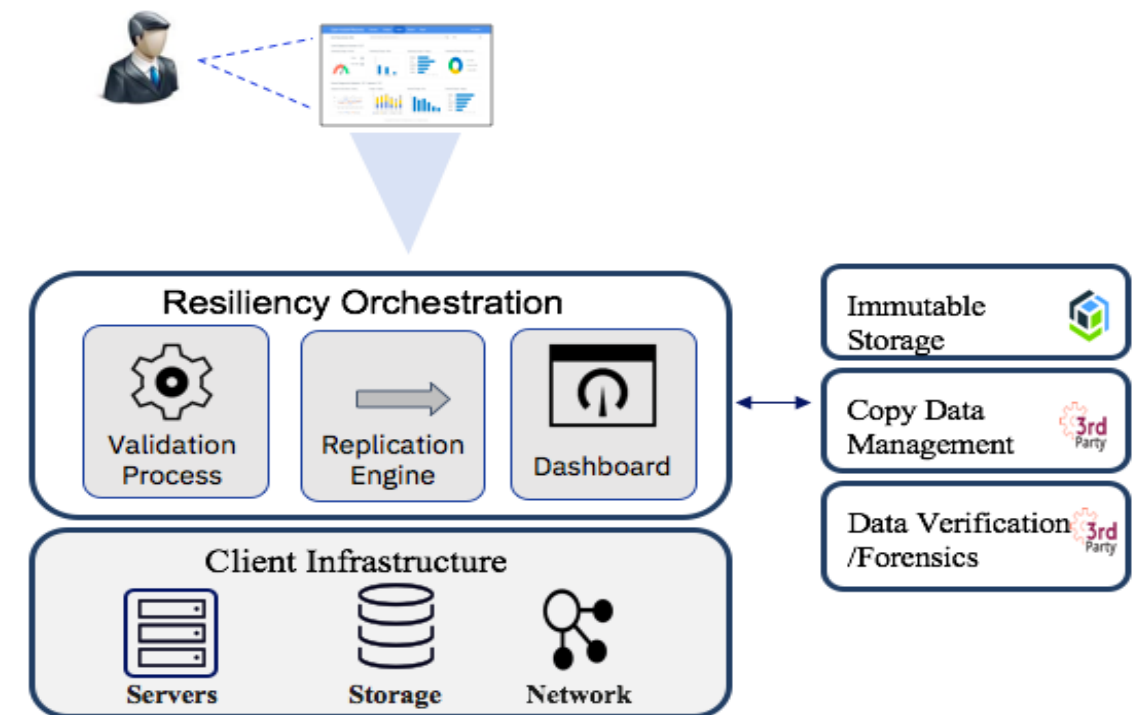 Resiliency Orchestration
Validation
Process
Replication
Engine
Dashboard
Immutable
Storage
Copy Data
Management
3rd
Party
Data Verification
/Forensics
3rd
Party
Client Infrastructure
Servers
Storage
Network